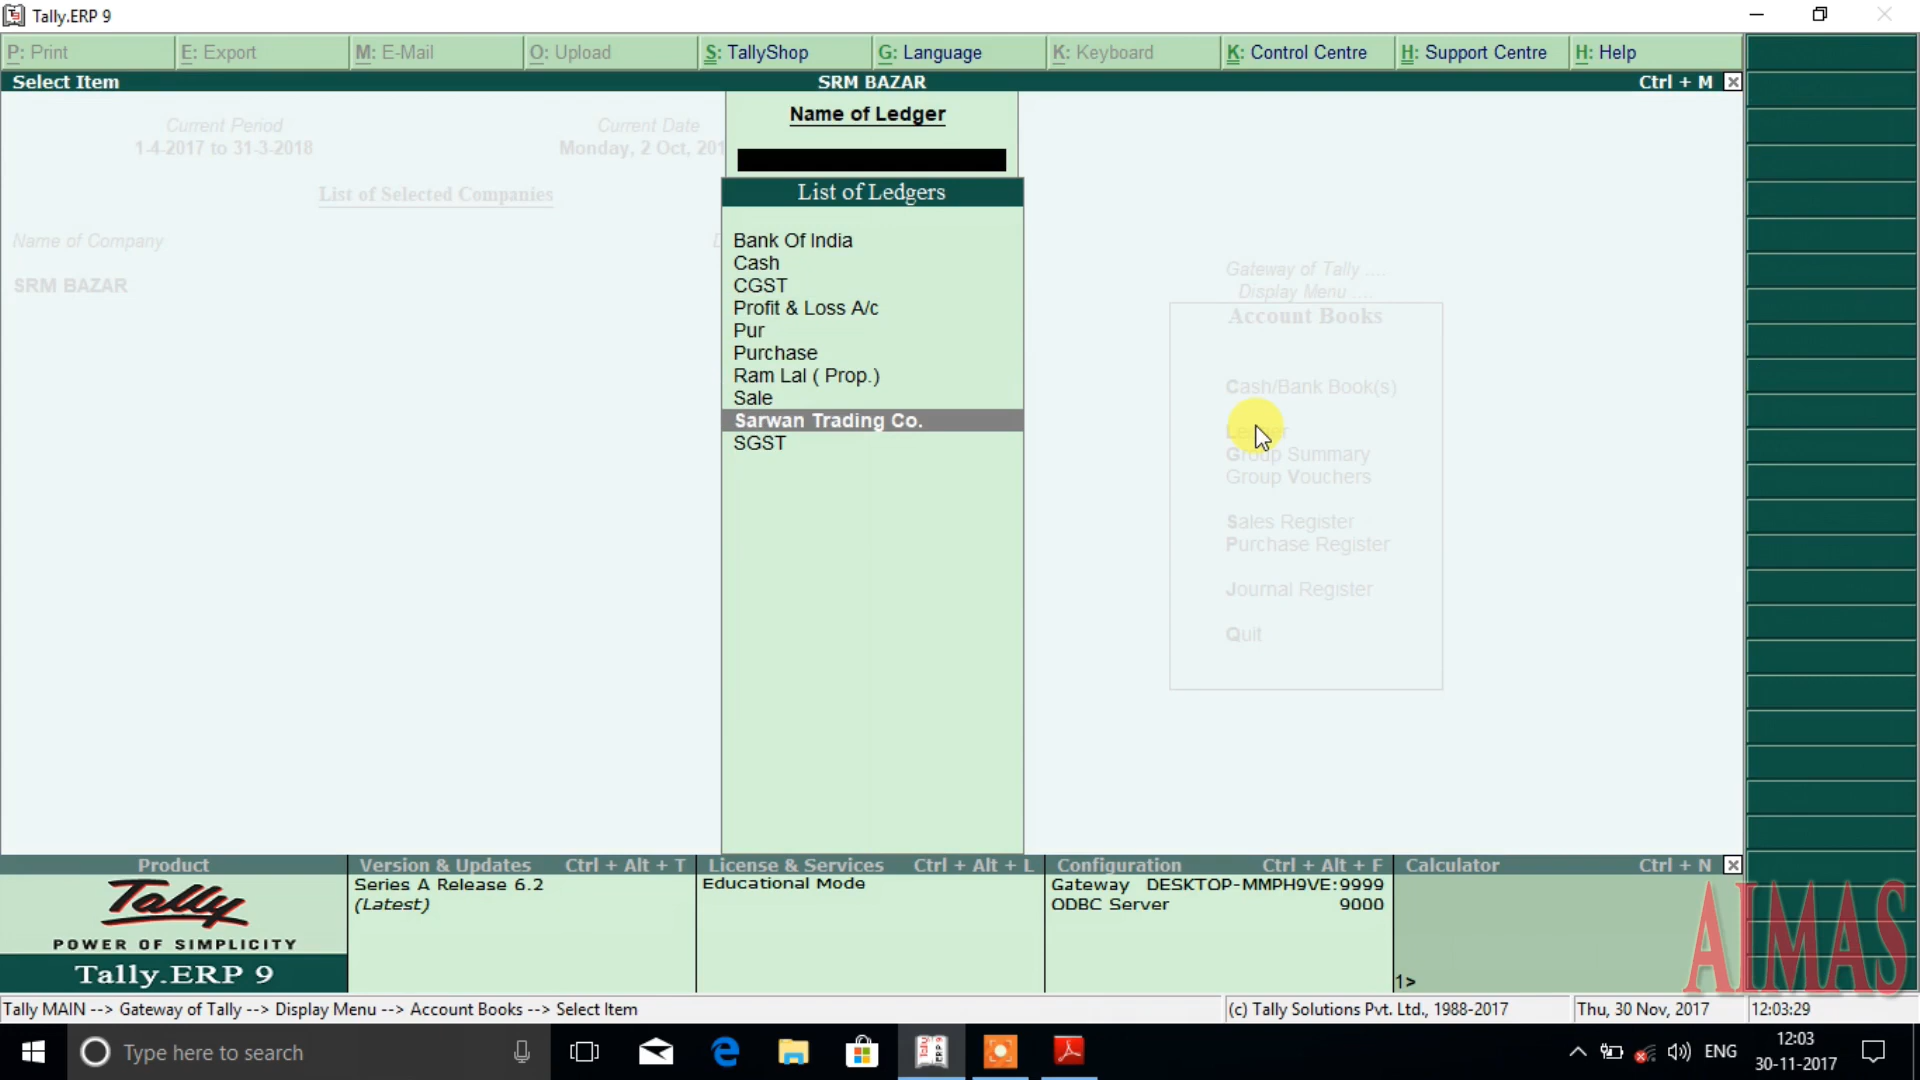 Tally.ERP 9
P: Print
E: Export
M: E-Mail
O: Upload
S: TallyShop
G: Language
K: Keyboard
K: Control Centre
H: Support Centre
H: Help
Select Item
SRM BAZAR
Ctrl + M
Current Period
1-4-2017 to 31-3-2018
Current Date
Monday, 2 Oct, 201
List of Selected Companies
Name of Company
SRM BAZAR
Name of Ledger
List of Ledgers
Bank Of India
Cash
CGST
Profit & Loss A/c
Pur
Purchase
Ram Lal ( Prop.)
Sale
Sarwan Trading Co.
SGST
Gateway of Tally ....
Display Menu ....
Account Books
Cash/Bank Book(s)
Ledger
Group Summary
Group Vouchers
Sales Register
Purchase Register
Journal Register
Quit
Product
Tally
POWER OF SIMPLICITY
Tally.ERP 9
Version & Updates Ctrl + Alt + T
Series A Release 6.2
(Latest)
License & Services Ctrl + Alt + L
Educational Mode
Configuration Ctrl + Alt + F
Gateway DESKTOP-MMPH9VE:9999
ODBC Server 9000
Calculator Ctrl + N
1>
AIMAS
Tally MAIN --> Gateway of Tally --> Display Menu --> Account Books --> Select Item
(c) Tally Solutions Pvt. Ltd., 1988-2017
Thu, 30 Nov, 2017
12:03:29
Type here to search
ENG
12:03
30-11-2017